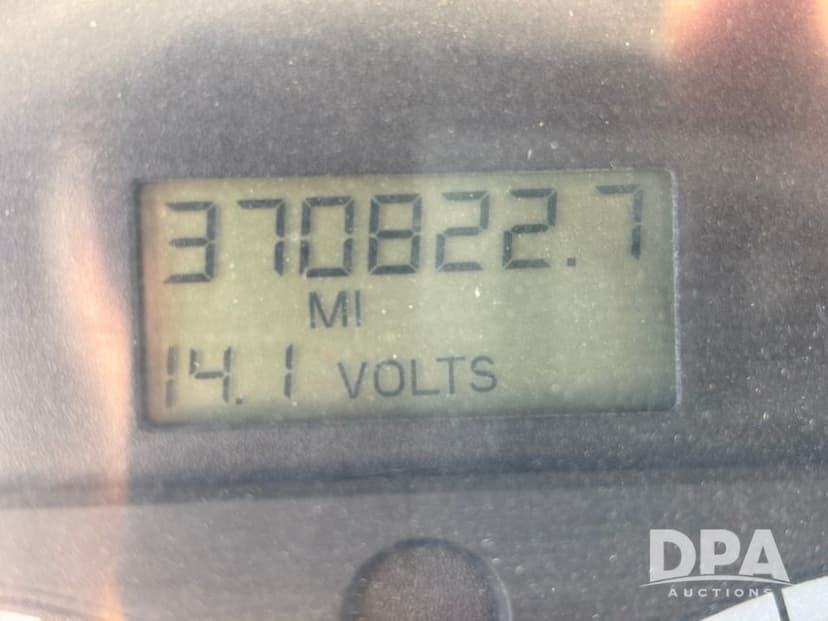 370822.7
MI
14.1 VOLTS
DPA
AUCTIONS